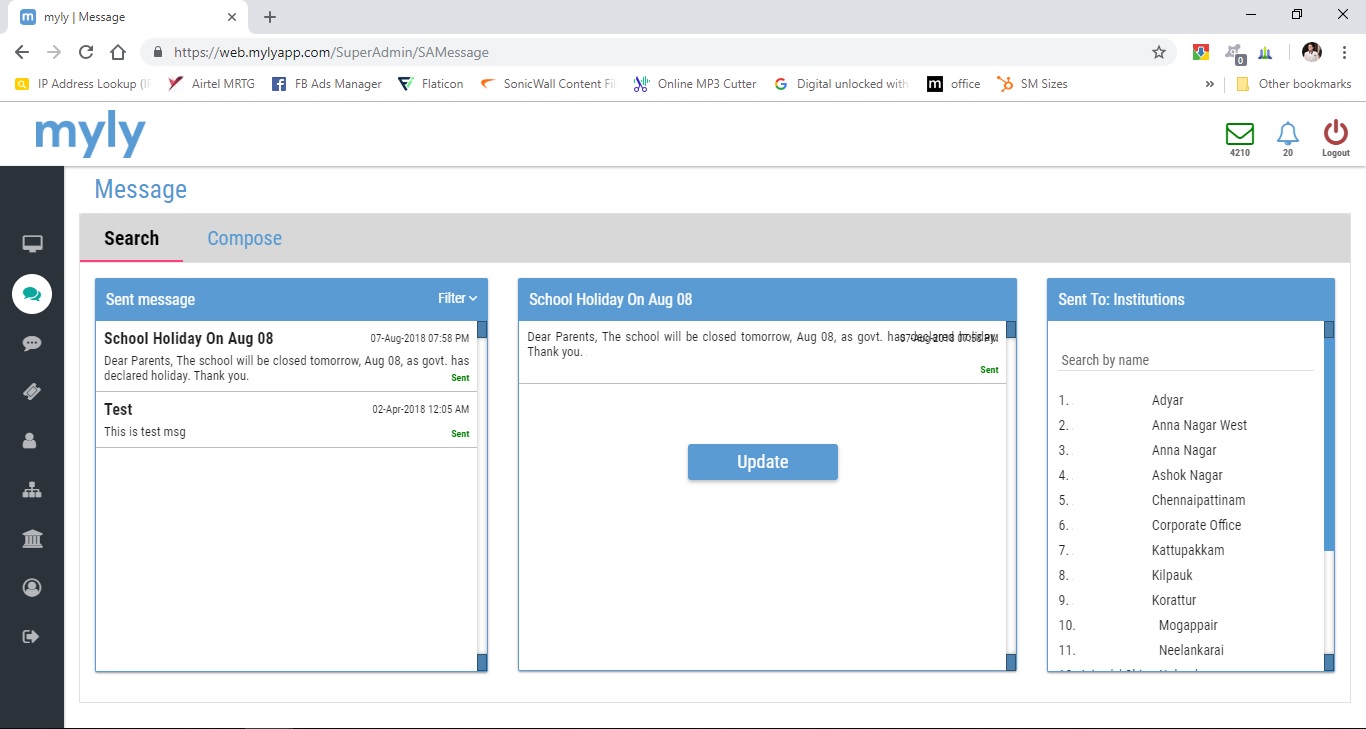 myly | Message
https://web.mylyapp.com/SuperAdmin/SAMessage
0
IP Address Lookup (I
Airtel MRTG
FB Ads Manager
Flaticon
SonicWall Content Fil
Online MP3 Cutter
Digital unlocked with
office
SM Sizes
»
Other bookmarks
myly
4210
20
Logout
Message
Search
Compose
Sent message
Filter
School Holiday On Aug 08
07-Aug-2018 07:58 PM
Dear Parents, The school will be closed tomorrow, Aug 08, as govt. has
declared holiday. Thank you.
Sent
Test
02-Apr-2018 12:05 AM
This is test msg
Sent
School Holiday On Aug 08
Dear Parents, The school will be closed tomorrow, Aug 08, as govt. has declared holiday.
07-Aug-2018 07:58 PM
Thank you.
Sent
Update
Sent To: Institutions
Search by name
1. Adyar
2. Anna Nagar West
3. Anna Nagar
4. Ashok Nagar
5. Chennaipattinam
6. Corporate Office
7. Kattupakkam
8. Kilpauk
9. Korattur
10. Mogappair
11. Neelankarai